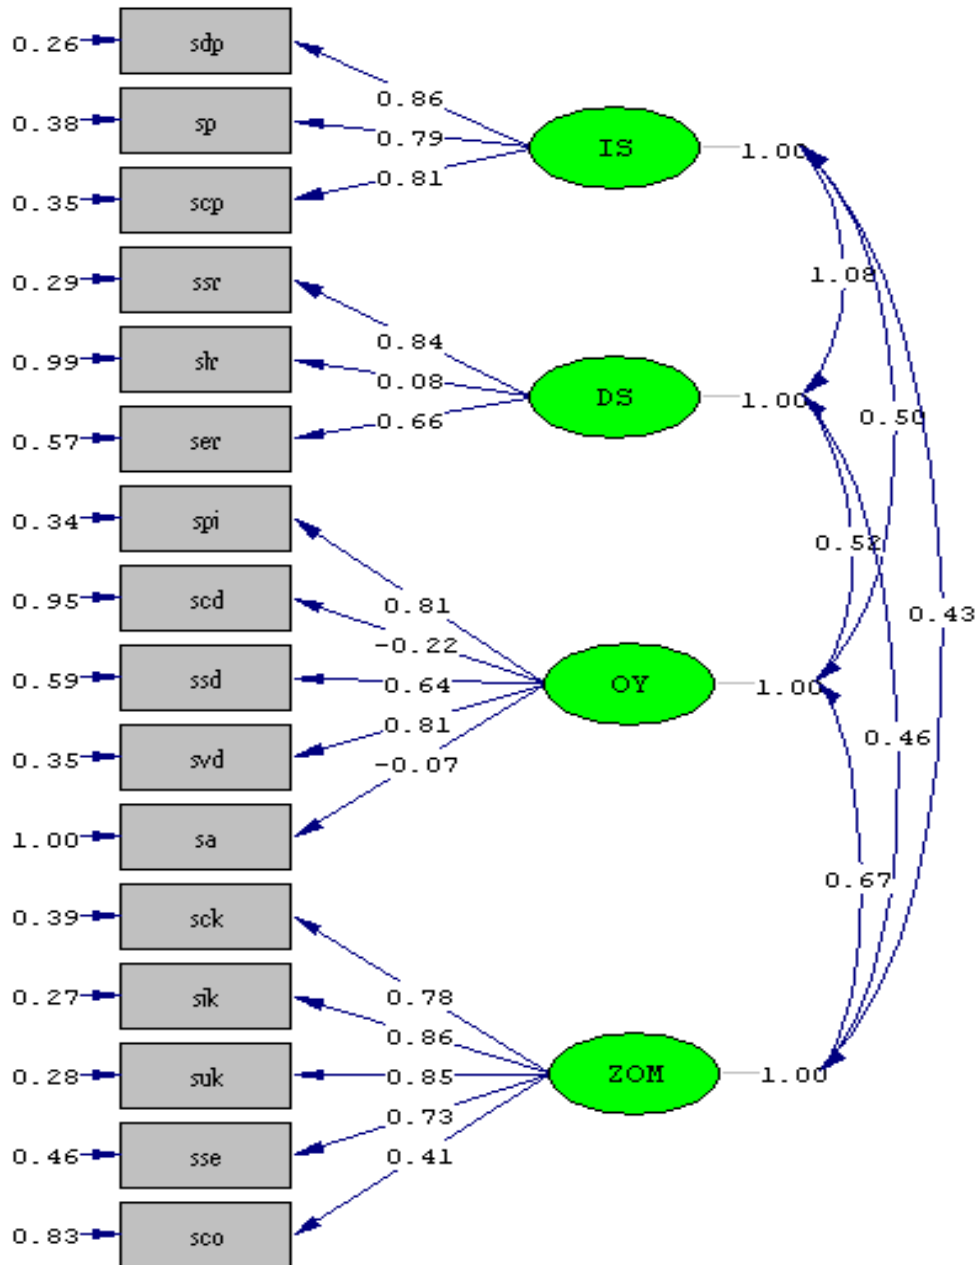 0.26 sdp
0.86
0.38 sp
0.79
IS 1.00
0.81
0.35 scp
0.29 ssr
1.08
0.84
0.99 slr
0.08
DS 1.00
0.66
0.50
0.57 ser
0.34 spi
0.52
0.95 scd
0.81
0.43
-0.22
0.59 ssd
0.64
OY 1.00
0.81
0.46
0.35 svd
-0.07
1.00 sa
0.67
0.39 sck
0.27 sik
0.78
0.86
0.28 suk
0.85
ZOM 1.00
0.73
0.46 sse
0.41
0.83 sco